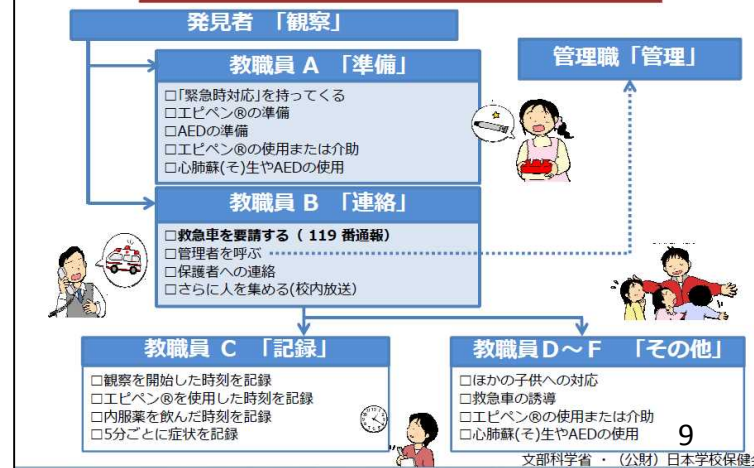 発見者 「観察」
教職員 A 「準備」
□「緊急時対応」を持ってくる
□エピペン®の準備
□AEDの準備
□エピペン®の使用または介助
□心肺蘇(そ)生やAEDの使用
管理職「管理」
教職員 B 「連絡」
□救急車を要請する（ 119 番通報）
□管理者を呼ぶ
□保護者への連絡
□さらに人を集める(校内放送）
教職員 C 「記録」
□観察を開始した時刻を記録
□エピペン®を使用した時刻を記録
□内服薬を飲んだ時刻を記録
□5分ごとに症状を記録
教職員D～F 「その他」
□ほかの子供への対応
□救急車の誘導
□エピペン®の使用または介助
□心肺蘇(そ)生やAEDの使用
9
文部科学省 ・（公財）日本学校保健